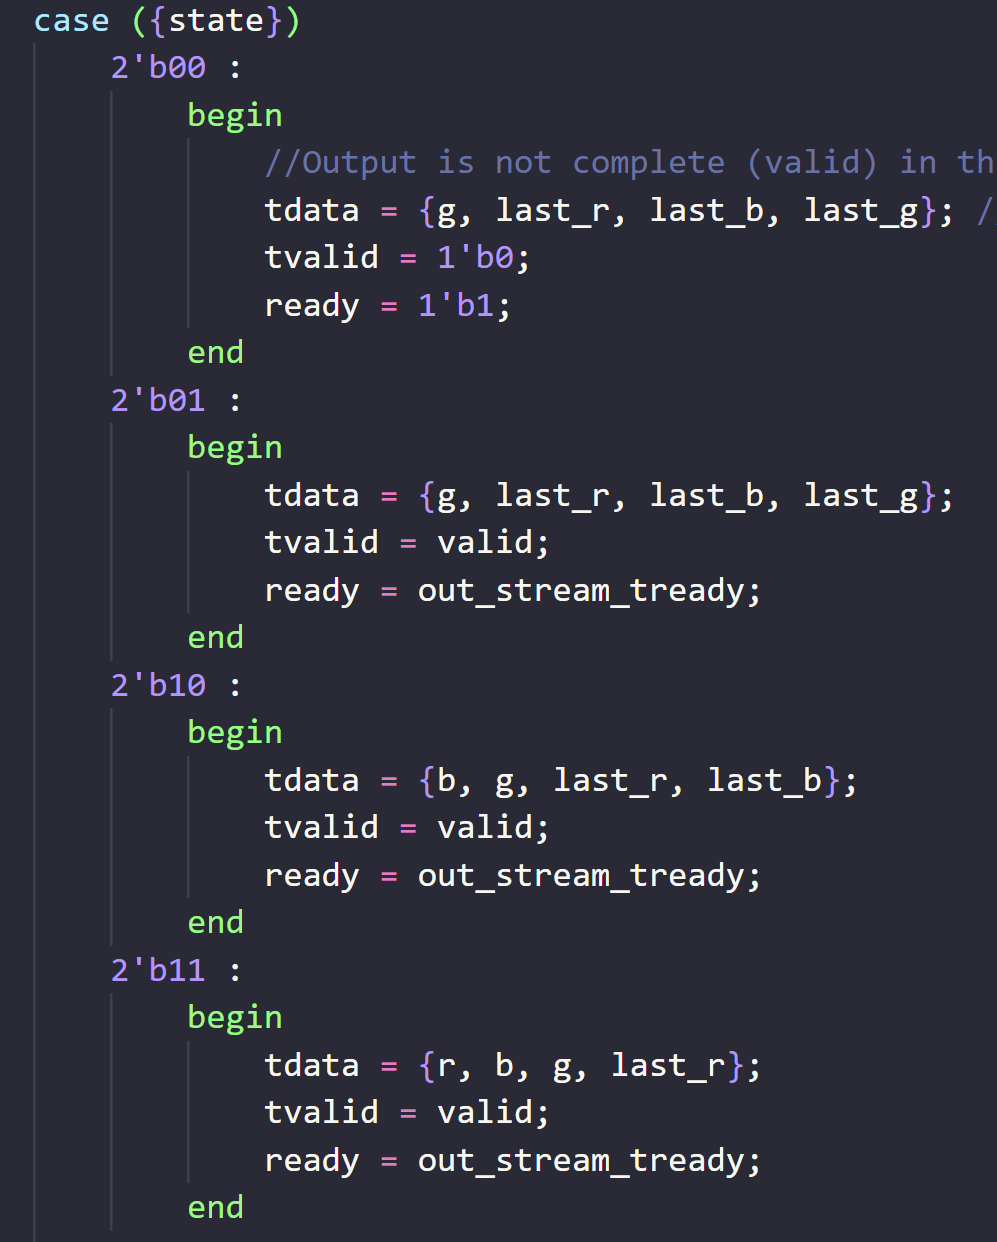 case ({state})
2'b00 :
begin
//Output is not complete (valid) in
tdata = {g, last_r, last_b, last_g}; /
tvalid = 1'b0;
ready = 1'b1;
end
2'b01 :
begin
tdata = {g, last_r, last_b, last_g};
tvalid = valid;
ready = out_stream_tready;
end
2'b10 :
begin
tdata = {b, g, last_r, last_b};
tvalid = valid;
ready = out_stream_tready;
end
2'b11 :
begin
tdata = {r, b, g, last_r};
tvalid = valid;
ready = out_stream_tready;
end